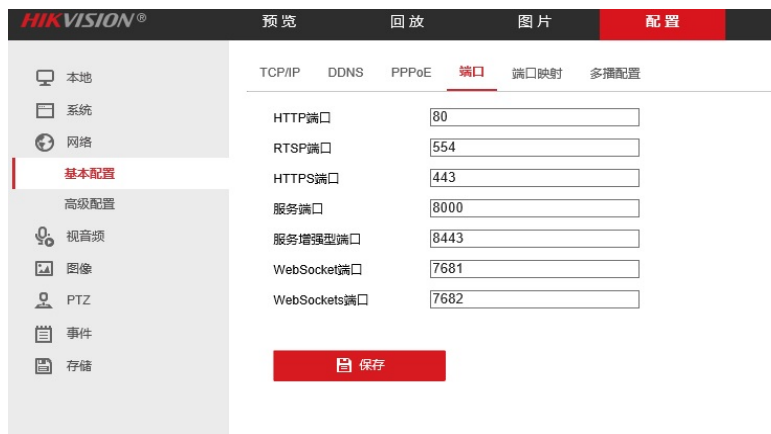 HIKVISION® 预览 回放 图片 配置
本地
系统
网络
基本配置
高级配置
视音频
图像
PTZ
事件
存储
TCP/IP DDNS PPPoE 端口 端口映射 多播配置
HTTP端口 80
RTSP端口 554
HTTPS端口 443
服务端口 8000
服务增强型端口 8443
WebSocket端口 7681
WebSockets端口 7682
保存